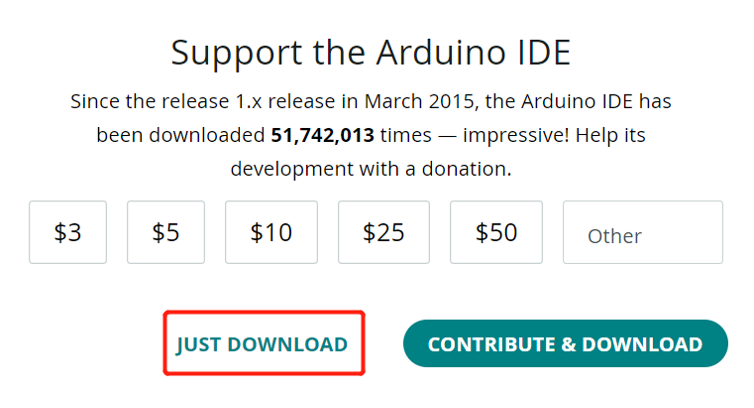 Support the Arduino IDE
Since the release 1.x release in March 2015, the Arduino IDE has
been downloaded 51,742,013 times — impressive! Help its
development with a donation.
$3 $5 $10 $25 $50 Other
JUST DOWNLOAD CONTRIBUTE & DOWNLOAD